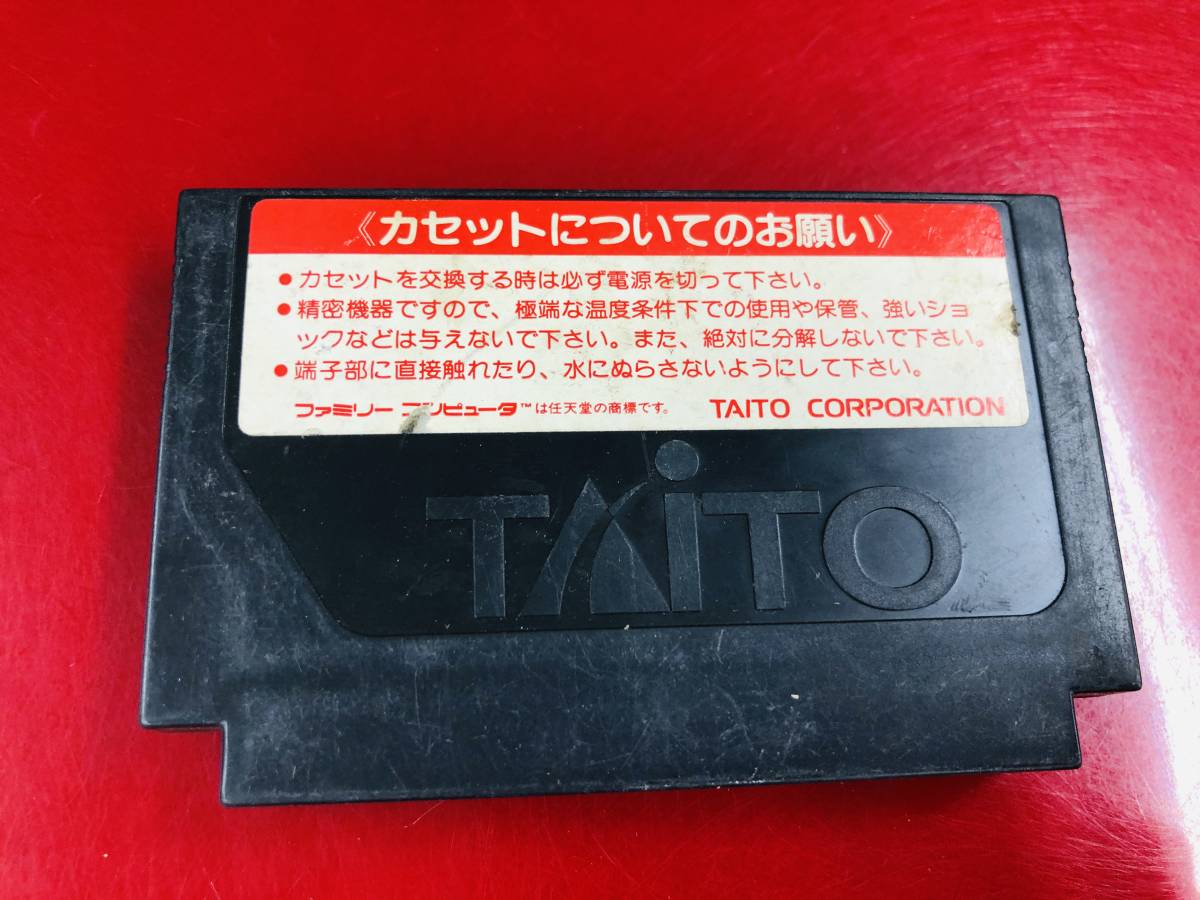 《カセットについてのお願い》
●カセットを交換する時は必ず電源を切って下さい。
●精密機器ですので、極端な温度条件下での使用や保管、強いショ
ックなどは与えないで下さい。また、絶対に分解しないで下さい。
●端子部に直接触れたり、水にぬらさないようにして下さい。
ファミリー コンピュータ™は任天堂の商標です。 TAITO CORPORATION
TAiTO